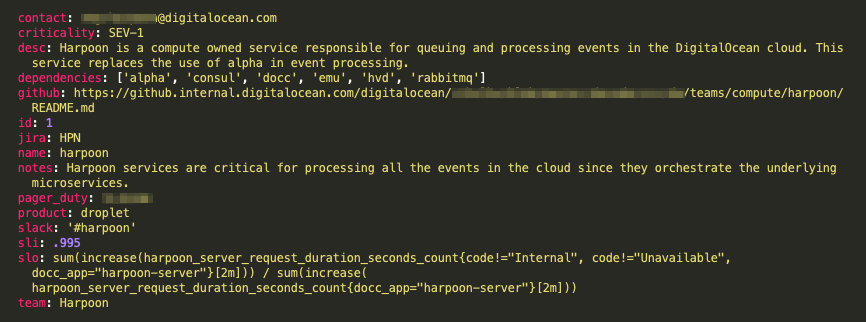 contact: @digitalocean.com
criticality: SEV-1
desc: Harpoon is a compute owned service responsible for queuing and processing events in the DigitalOcean cloud. This
service replaces the use of alpha in event processing.
dependencies: ['alpha', 'consul', 'docc', 'emu', 'hvd', 'rabbitmq']
github: https://github.internal.digitalocean.com/digitalocean/ /teams/compute/harpoon/
README.md
id: 1
jira: HPN
name: harpoon
notes: Harpoon services are critical for processing all the events in the cloud since they orchestrate the underlying
microservices.
pager_duty:
product: droplet
slack: '#harpoon'
sli: .995
slo: sum(increase(harpoon_server_request_duration_seconds_count{code!="Internal", code!="Unavailable",
docc_app="harpoon-server"}[2m])) / sum(increase(
harpoon_server_request_duration_seconds_count{docc_app="harpoon-server"}[2m]))
team: Harpoon